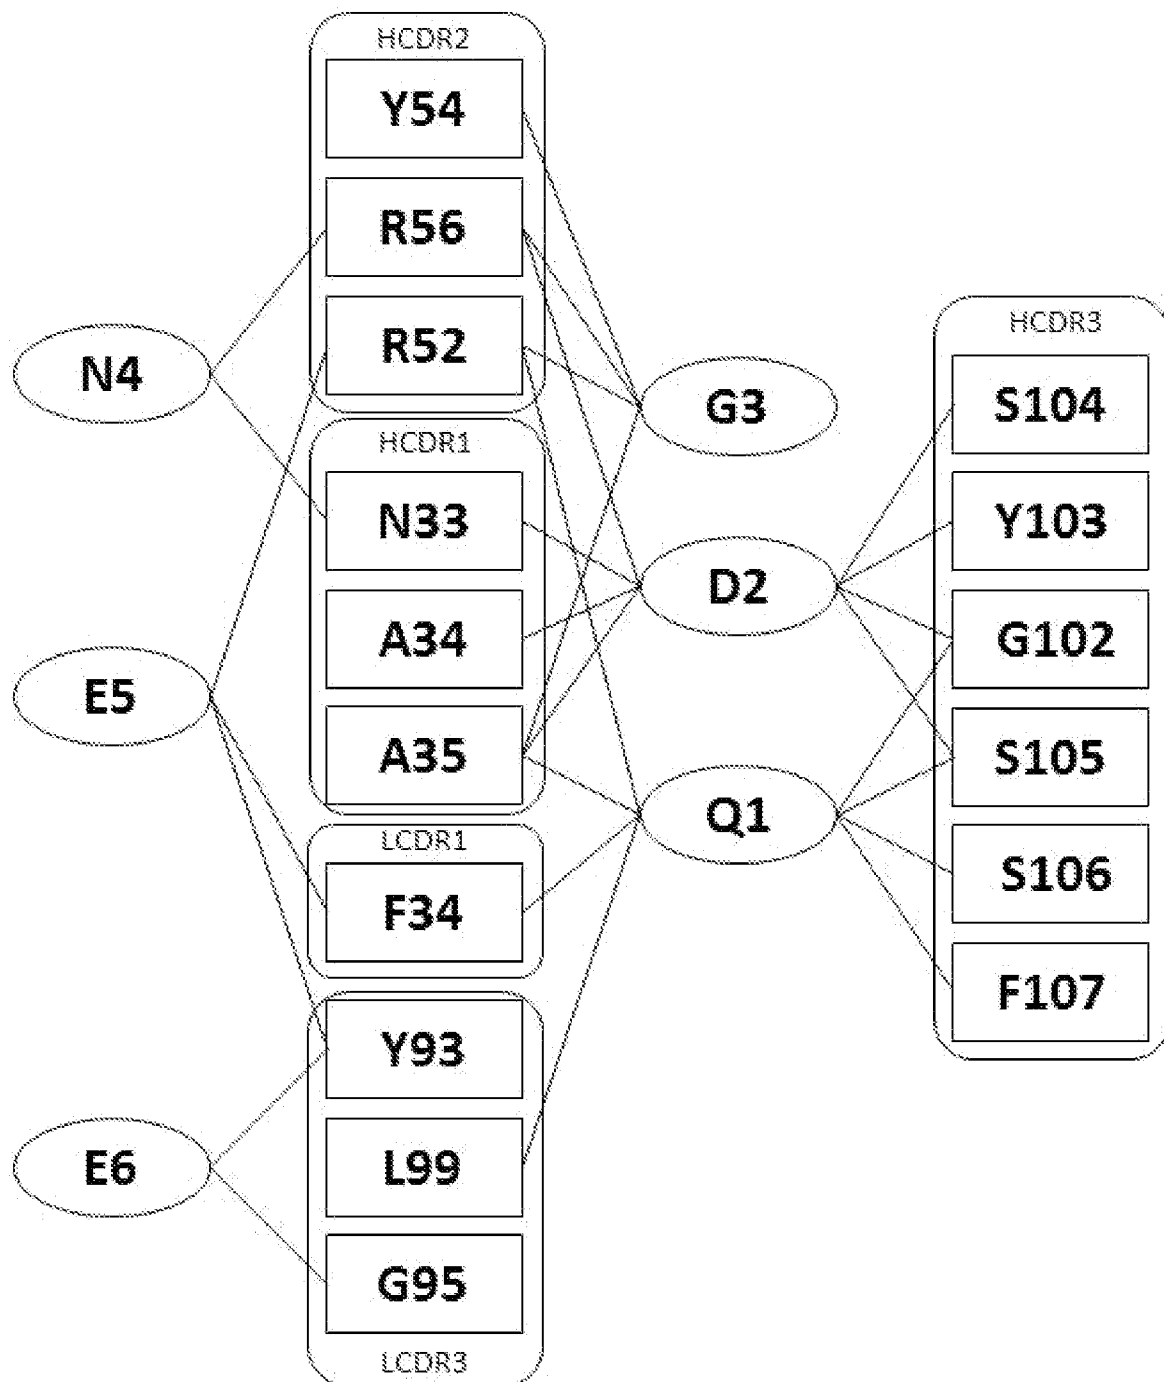 HCDR2
Y54
R56
R52
N4
HCDR1
N33
A34
A35
E5
LCDR1
F34
Y93
L99
G95
LCDR3
E6
G3
D2
Q1
HCDR3
S104
Y103
G102
S105
S106
F107